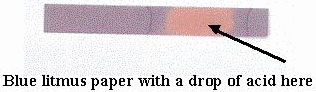 Blue litmus paper with a drop of acid here